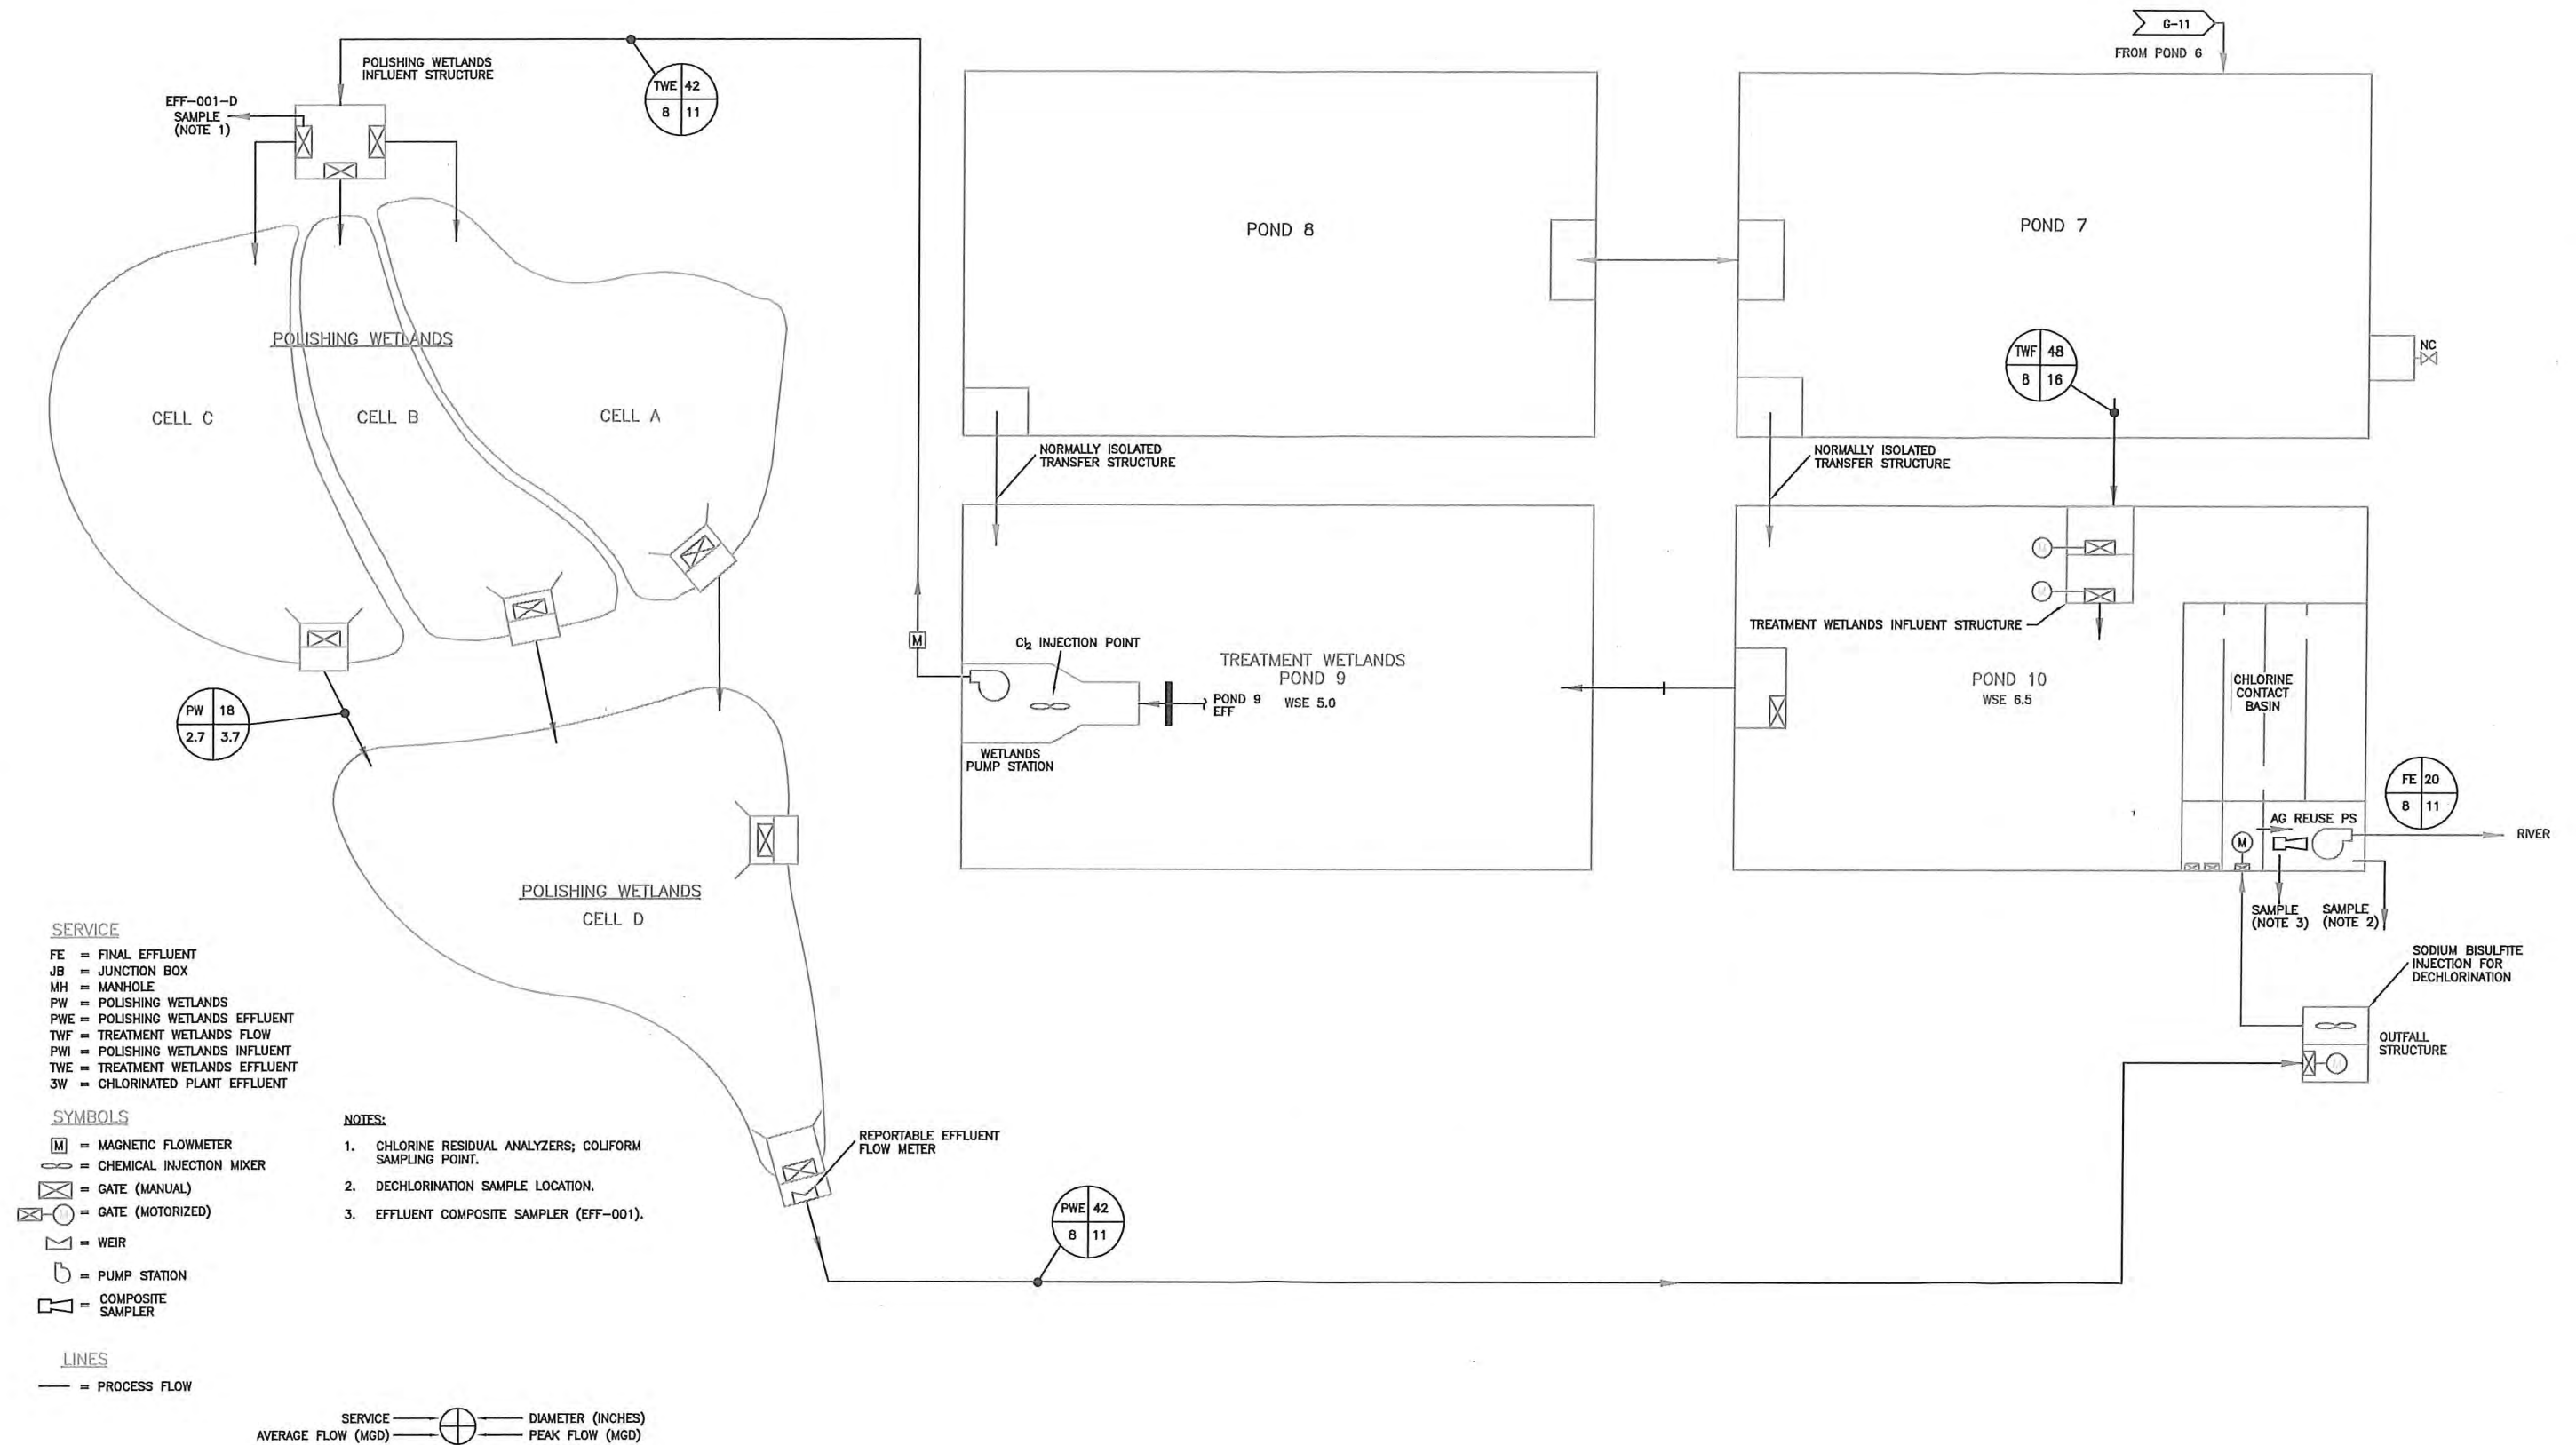 G-11
FROM POND 6
POLISHING WETLANDS
INFLUENT STRUCTURE
EFF-001-D
SAMPLE
(NOTE 1)
TWE 42
8 11
POND 8
POND 7
POLISHING WETLANDS
CELL C
CELL B
CELL A
TWF 48
8 16
NC
NORMALLY ISOLATED
TRANSFER STRUCTURE
NORMALLY ISOLATED
TRANSFER STRUCTURE
M
M
M
TREATMENT WETLANDS INFLUENT STRUCTURE
Cl2 INJECTION POINT
TREATMENT WETLANDS
POND 9
WSE 5.0
POND 9
EFF
WETLANDS
PUMP STATION
POND 10
WSE 6.5
CHLORINE
CONTACT
BASIN
PW 18
2.7 3.7
FE 20
8 11
AG REUSE PS
M
RIVER
SAMPLE
(NOTE 3)
SAMPLE
(NOTE 2)
POLISHING WETLANDS
CELL D
SODIUM BISULFITE
INJECTION FOR
DECHLORINATION
OUTFALL
STRUCTURE
M
SERVICE
FE = FINAL EFFLUENT
JB = JUNCTION BOX
MH = MANHOLE
PW = POLISHING WETLANDS
PWE = POLISHING WETLANDS EFFLUENT
TWF = TREATMENT WETLANDS FLOW
PWI = POLISHING WETLANDS INFLUENT
TWE = TREATMENT WETLANDS EFFLUENT
3W = CHLORINATED PLANT EFFLUENT
SYMBOLS
M = MAGNETIC FLOWMETER
= CHEMICAL INJECTION MIXER
= GATE (MANUAL)
M = GATE (MOTORIZED)
= WEIR
= PUMP STATION
= COMPOSITE
SAMPLER
NOTES:
1. CHLORINE RESIDUAL ANALYZERS; COLIFORM
SAMPLING POINT.
2. DECHLORINATION SAMPLE LOCATION.
3. EFFLUENT COMPOSITE SAMPLER (EFF-001).
REPORTABLE EFFLUENT
FLOW METER
PWE 42
8 11
LINES
= PROCESS FLOW
SERVICE
DIAMETER (INCHES)
AVERAGE FLOW (MGD)
PEAK FLOW (MGD)